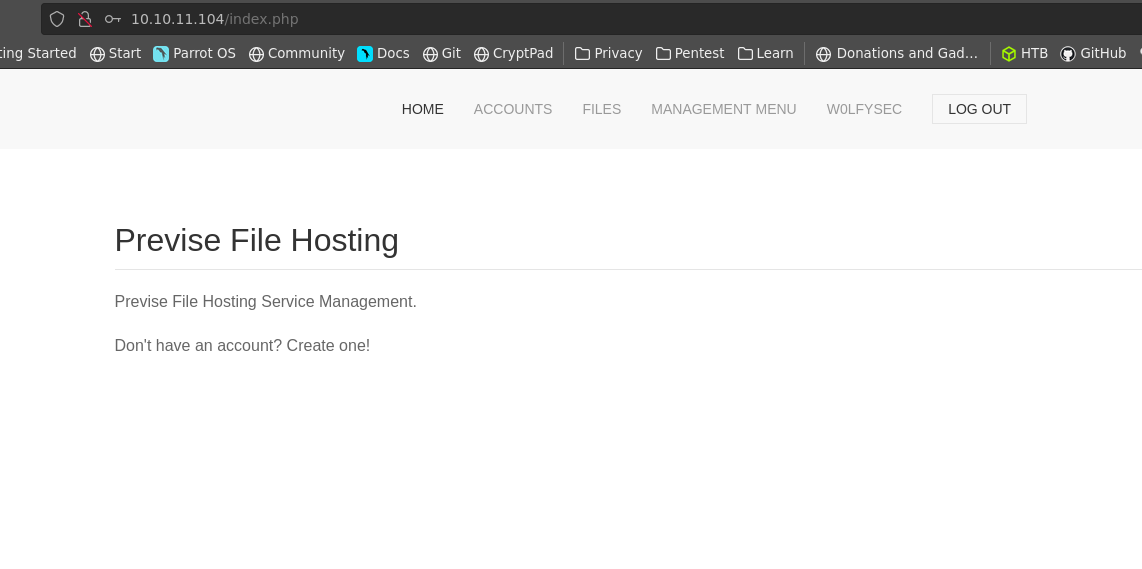 10.10.11.104/index.php
ting Started Start Parrot OS Community Docs Git CryptPad Privacy Pentest Learn Donations and Gad... HTB GitHub
HOME ACCOUNTS FILES MANAGEMENT MENU W0LFYSEC LOG OUT
Previse File Hosting
Previse File Hosting Service Management.
Don't have an account? Create one!